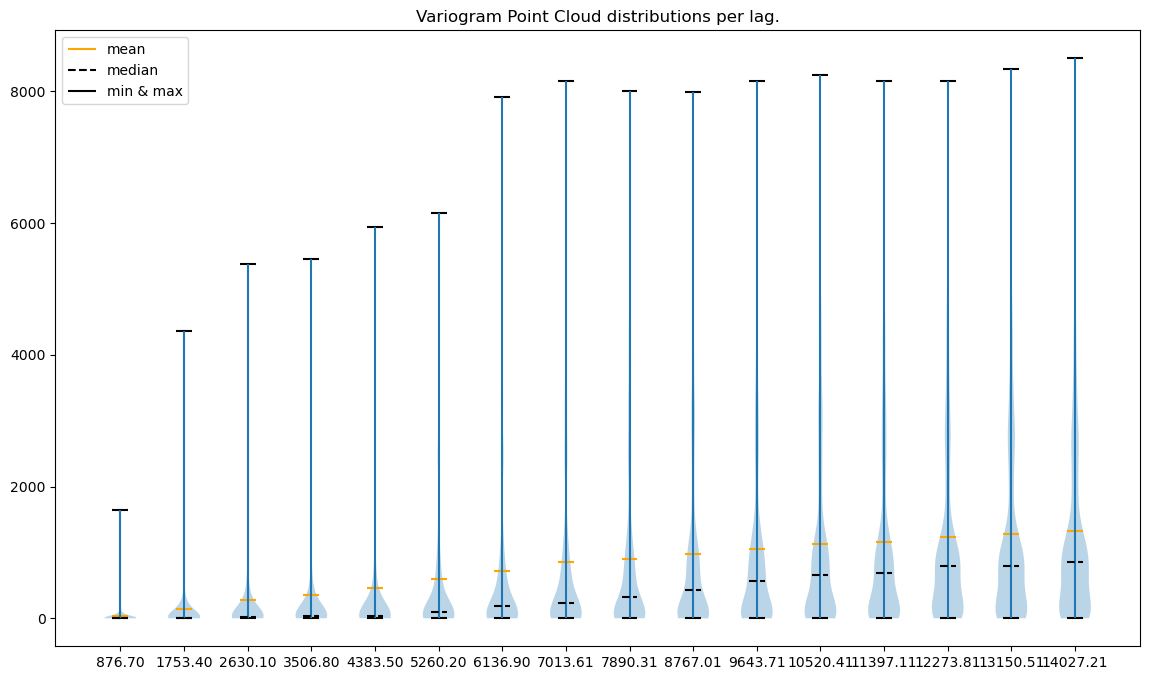 Variogram Point Cloud distributions per lag.
mean
median
min & max
8000
6000
4000
2000
0
876.70 1753.40 2630.10 3506.80 4383.50 5260.20 6136.90 7013.61 7890.31 8767.01 9643.71 10520.41 11397.11 12273.81 13150.51 14027.21